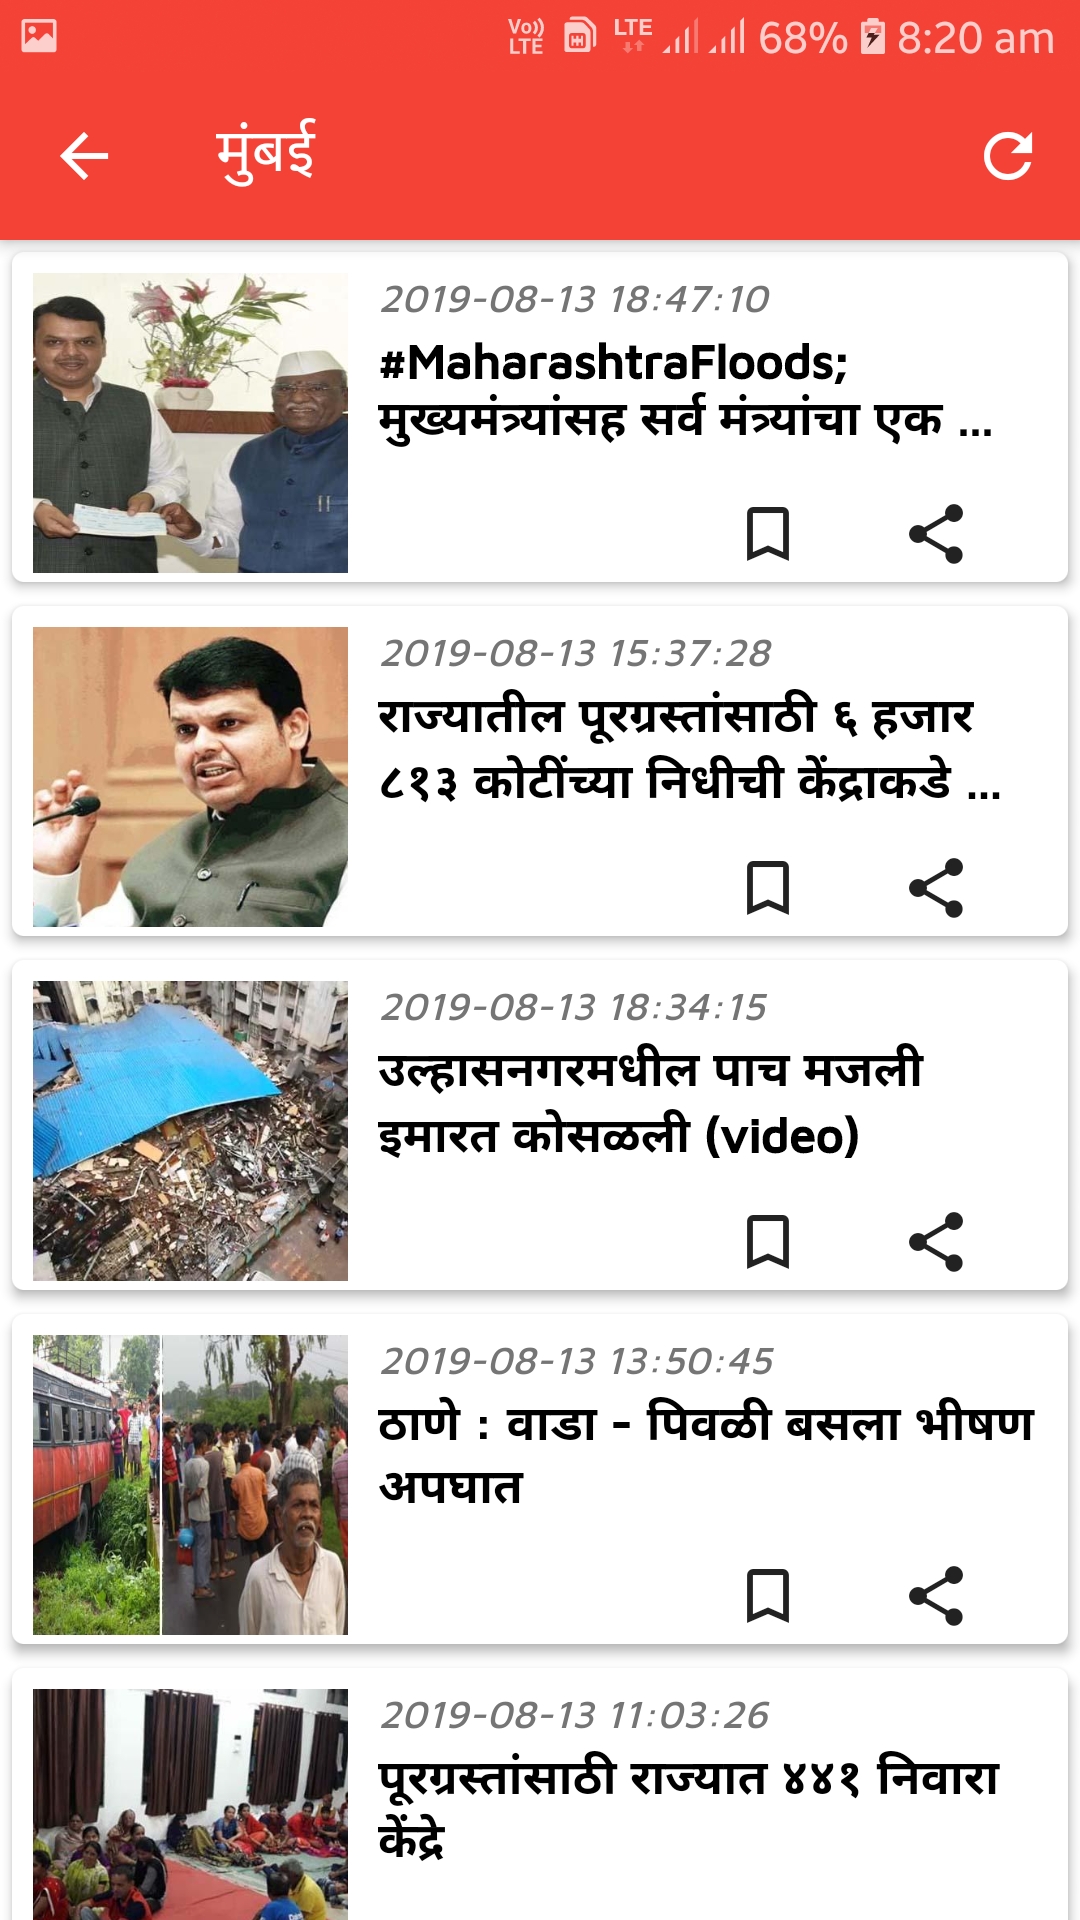 Vo)) LTE LTE 68% 8:20 am
मुंबई
2019-08-13 18:47:10
#MaharashtraFloods;
मुख्यमंत्र्यांसह सर्व मंत्र्यांचा एक ...
2019-08-13 15:37:28
राज्यातील पूरग्रस्तांसाठी ६ हजार
८१३ कोटींच्या निधीची केंद्राकडे ...
2019-08-13 18:34:15
उल्हासनगरमधील पाच मजली
इमारत कोसळली (video)
2019-08-13 13:50:45
ठाणे : वाडा - पिवळी बसला भीषण
अपघात
2019-08-13 11:03:26
पूरग्रस्तांसाठी राज्यात ४४१ निवारा
केंद्रे